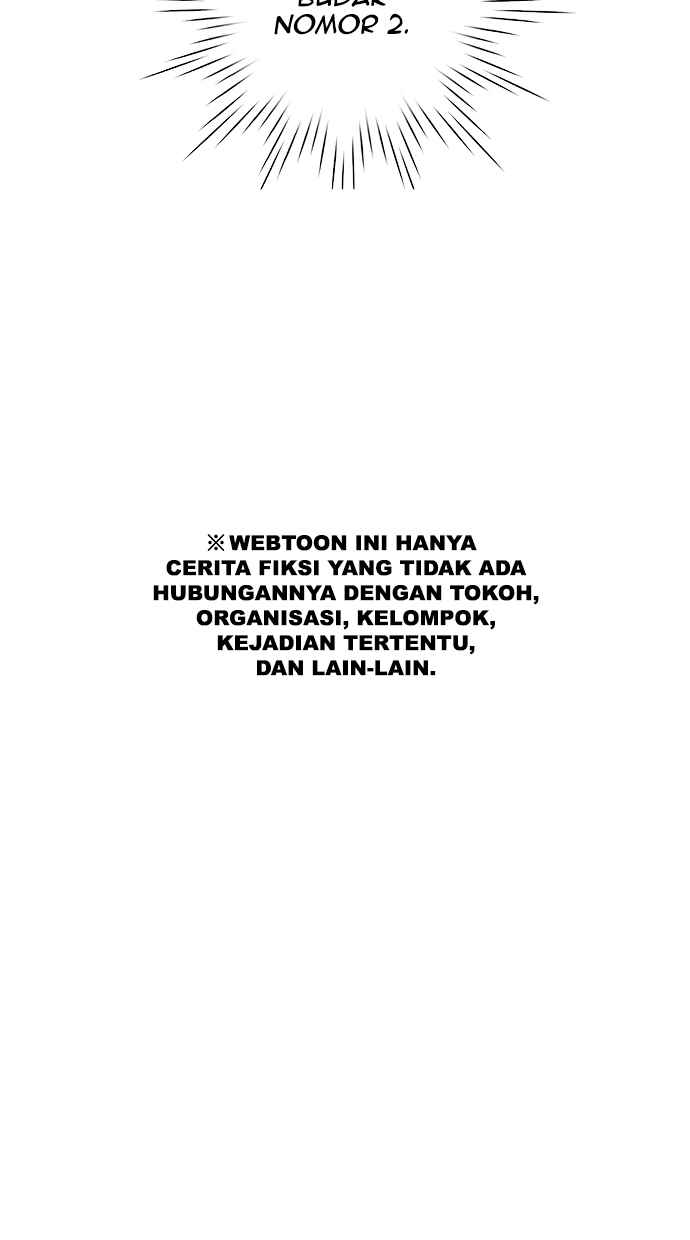 NOMOR 2.
※WEBTOON INI HANYA
CERITA FIKSI YANG TIDAK ADA
HUBUNGANNYA DENGAN TOKOH,
ORGANISASI, KELOMPOK,
KEJADIAN TERTENTU,
DAN LAIN-LAIN.